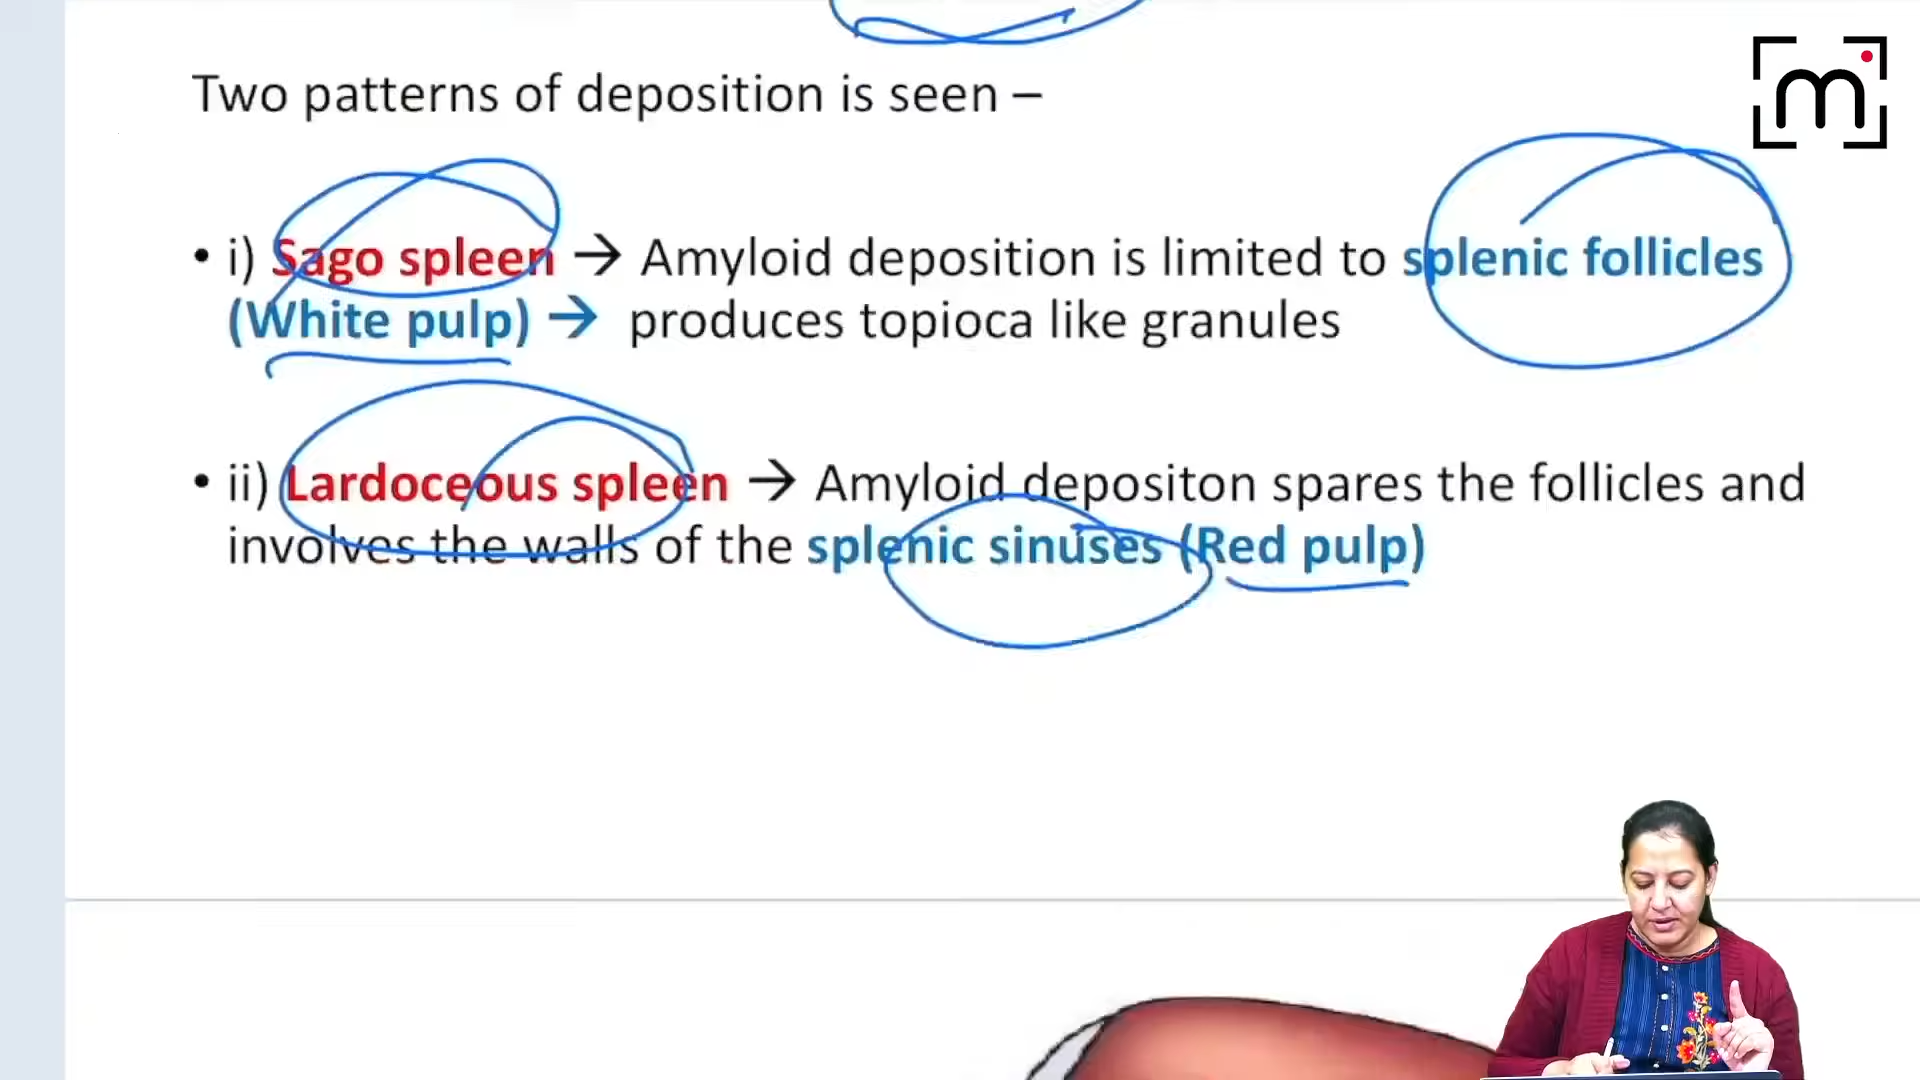 Two patterns of deposition is seen –
m
• i) Sago spleen → Amyloid deposition is limited to splenic follicles
(White pulp) → produces topioca like granules
• ii) Lardoceous spleen → Amyloid depositon spares the follicles and
involves the walls of the splenic sinuses (Red pulp)